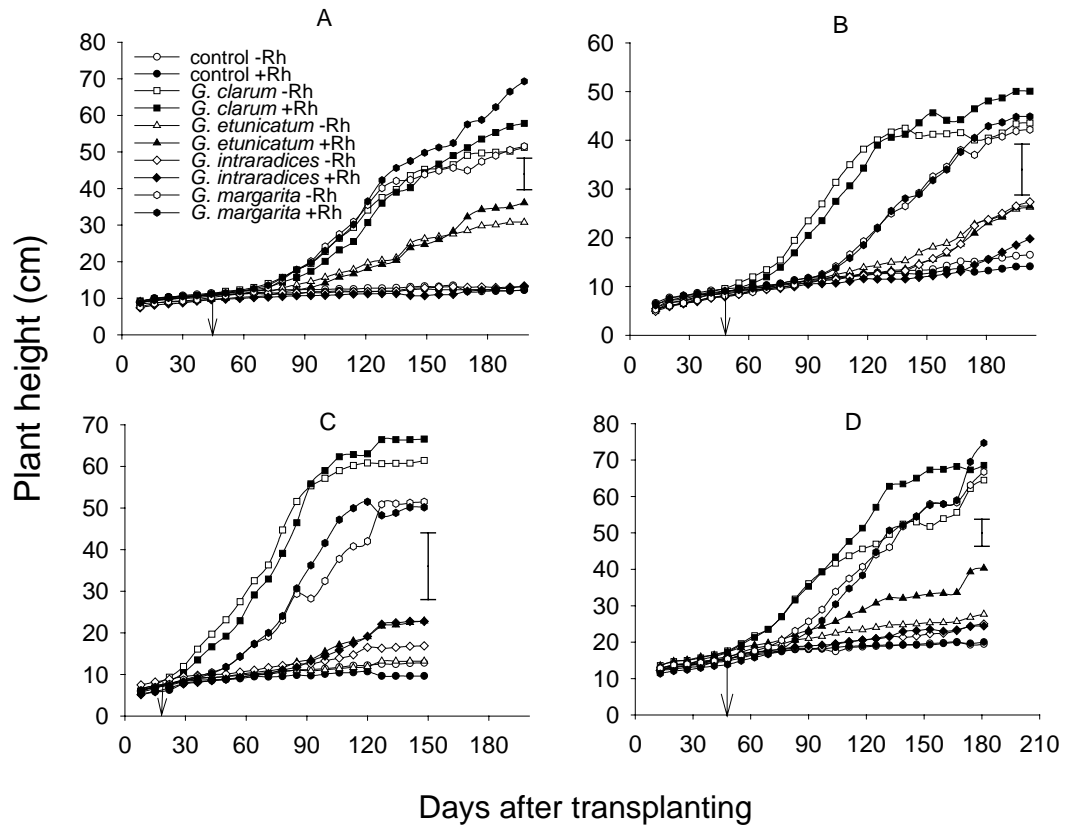 A
80
70
60
50
40
30
20
10
0
0 30 60 90 120 150 180
control -Rh
control +Rh
G. clarum -Rh
G. clarum +Rh
G. etunicatum -Rh
G. etunicatum +Rh
G. intraradices -Rh
G. intraradices +Rh
G. margarita -Rh
G. margarita +Rh
B
60
50
40
30
20
10
0
0 30 60 90 120 150 180
C
70
60
50
40
30
20
10
0
0 30 60 90 120 150 180
D
80
70
60
50
40
30
20
10
0
0 30 60 90 120 150 180 210
Plant height (cm)
Days after transplanting